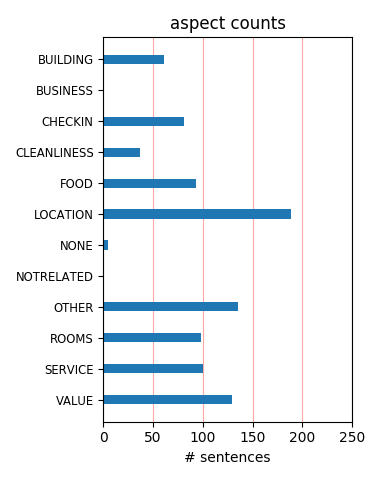 aspect counts
BUILDING
BUSINESS
CHECKIN
CLEANLINESS
FOOD
LOCATION
NONE
NOTRELATED
OTHER
ROOMS
SERVICE
VALUE
0 50 100 150 200 250
# sentences